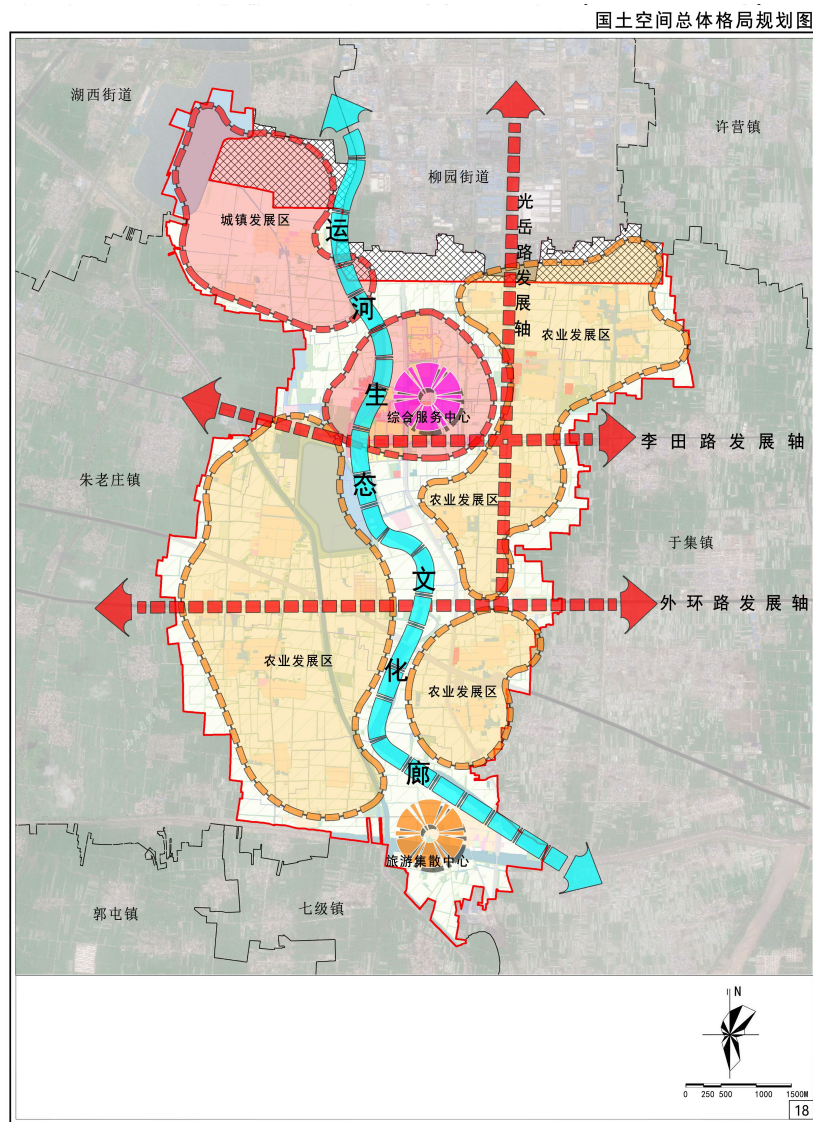 国土空间总体格局规划图
湖西街道
许营镇
柳园街道
城镇发展区
运河生态文化廊
光岳路发展轴
农业发展区
综合服务中心
李田路发展轴
朱老庄镇
农业发展区
于集镇
外环路发展轴
农业发展区
农业发展区
旅游集散中心
郭屯镇
七级镇
N
0 250 500 1000 1500M
18